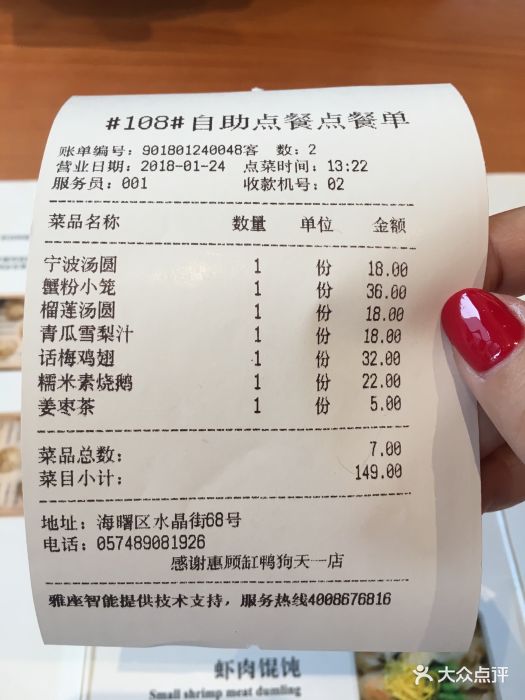 #108#自助点餐点餐单
账单编号: 901801240048客 数: 2
营业日期: 2018-01-24 点菜时间: 13:22
服务员: 001 收款机号: 02
菜品名称 数量 单位 金额
宁波汤圆 1 份 18.00
蟹粉小笼 1 份 36.00
榴莲汤圆 1 份 18.00
青瓜雪梨汁 1 份 18.00
话梅鸡翅 1 份 32.00
糯米素烧鹅 1 份 22.00
姜枣茶 1 份 5.00
菜品总数: 7.00
菜目小计: 149.00
地址: 海曙区水晶街68号
电话: 057489081926
感谢惠顾缸鸭狗天一店
雅座智能提供技术支持, 服务热线4008676816
虾肉馄饨
Small shrimp meat dumling
大众点评